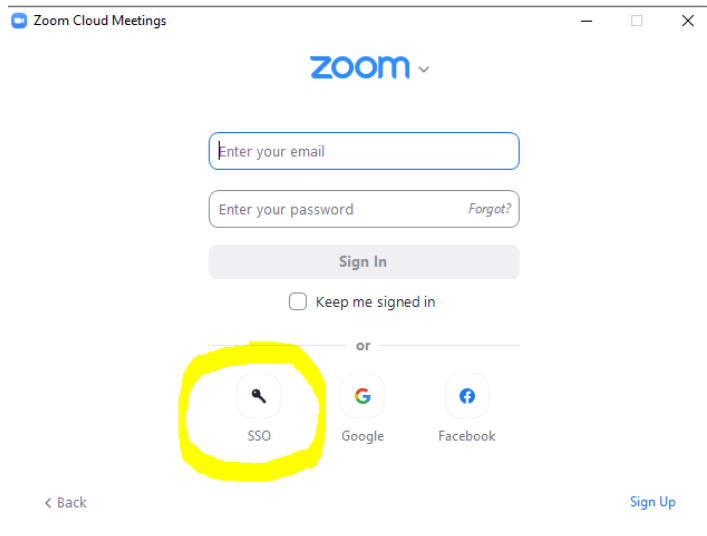 Zoom Cloud Meetings
zoom
Enter your email
Enter your password Forgot?
Sign In
Keep me signed in
or
SSO Google Facebook
Back Sign Up